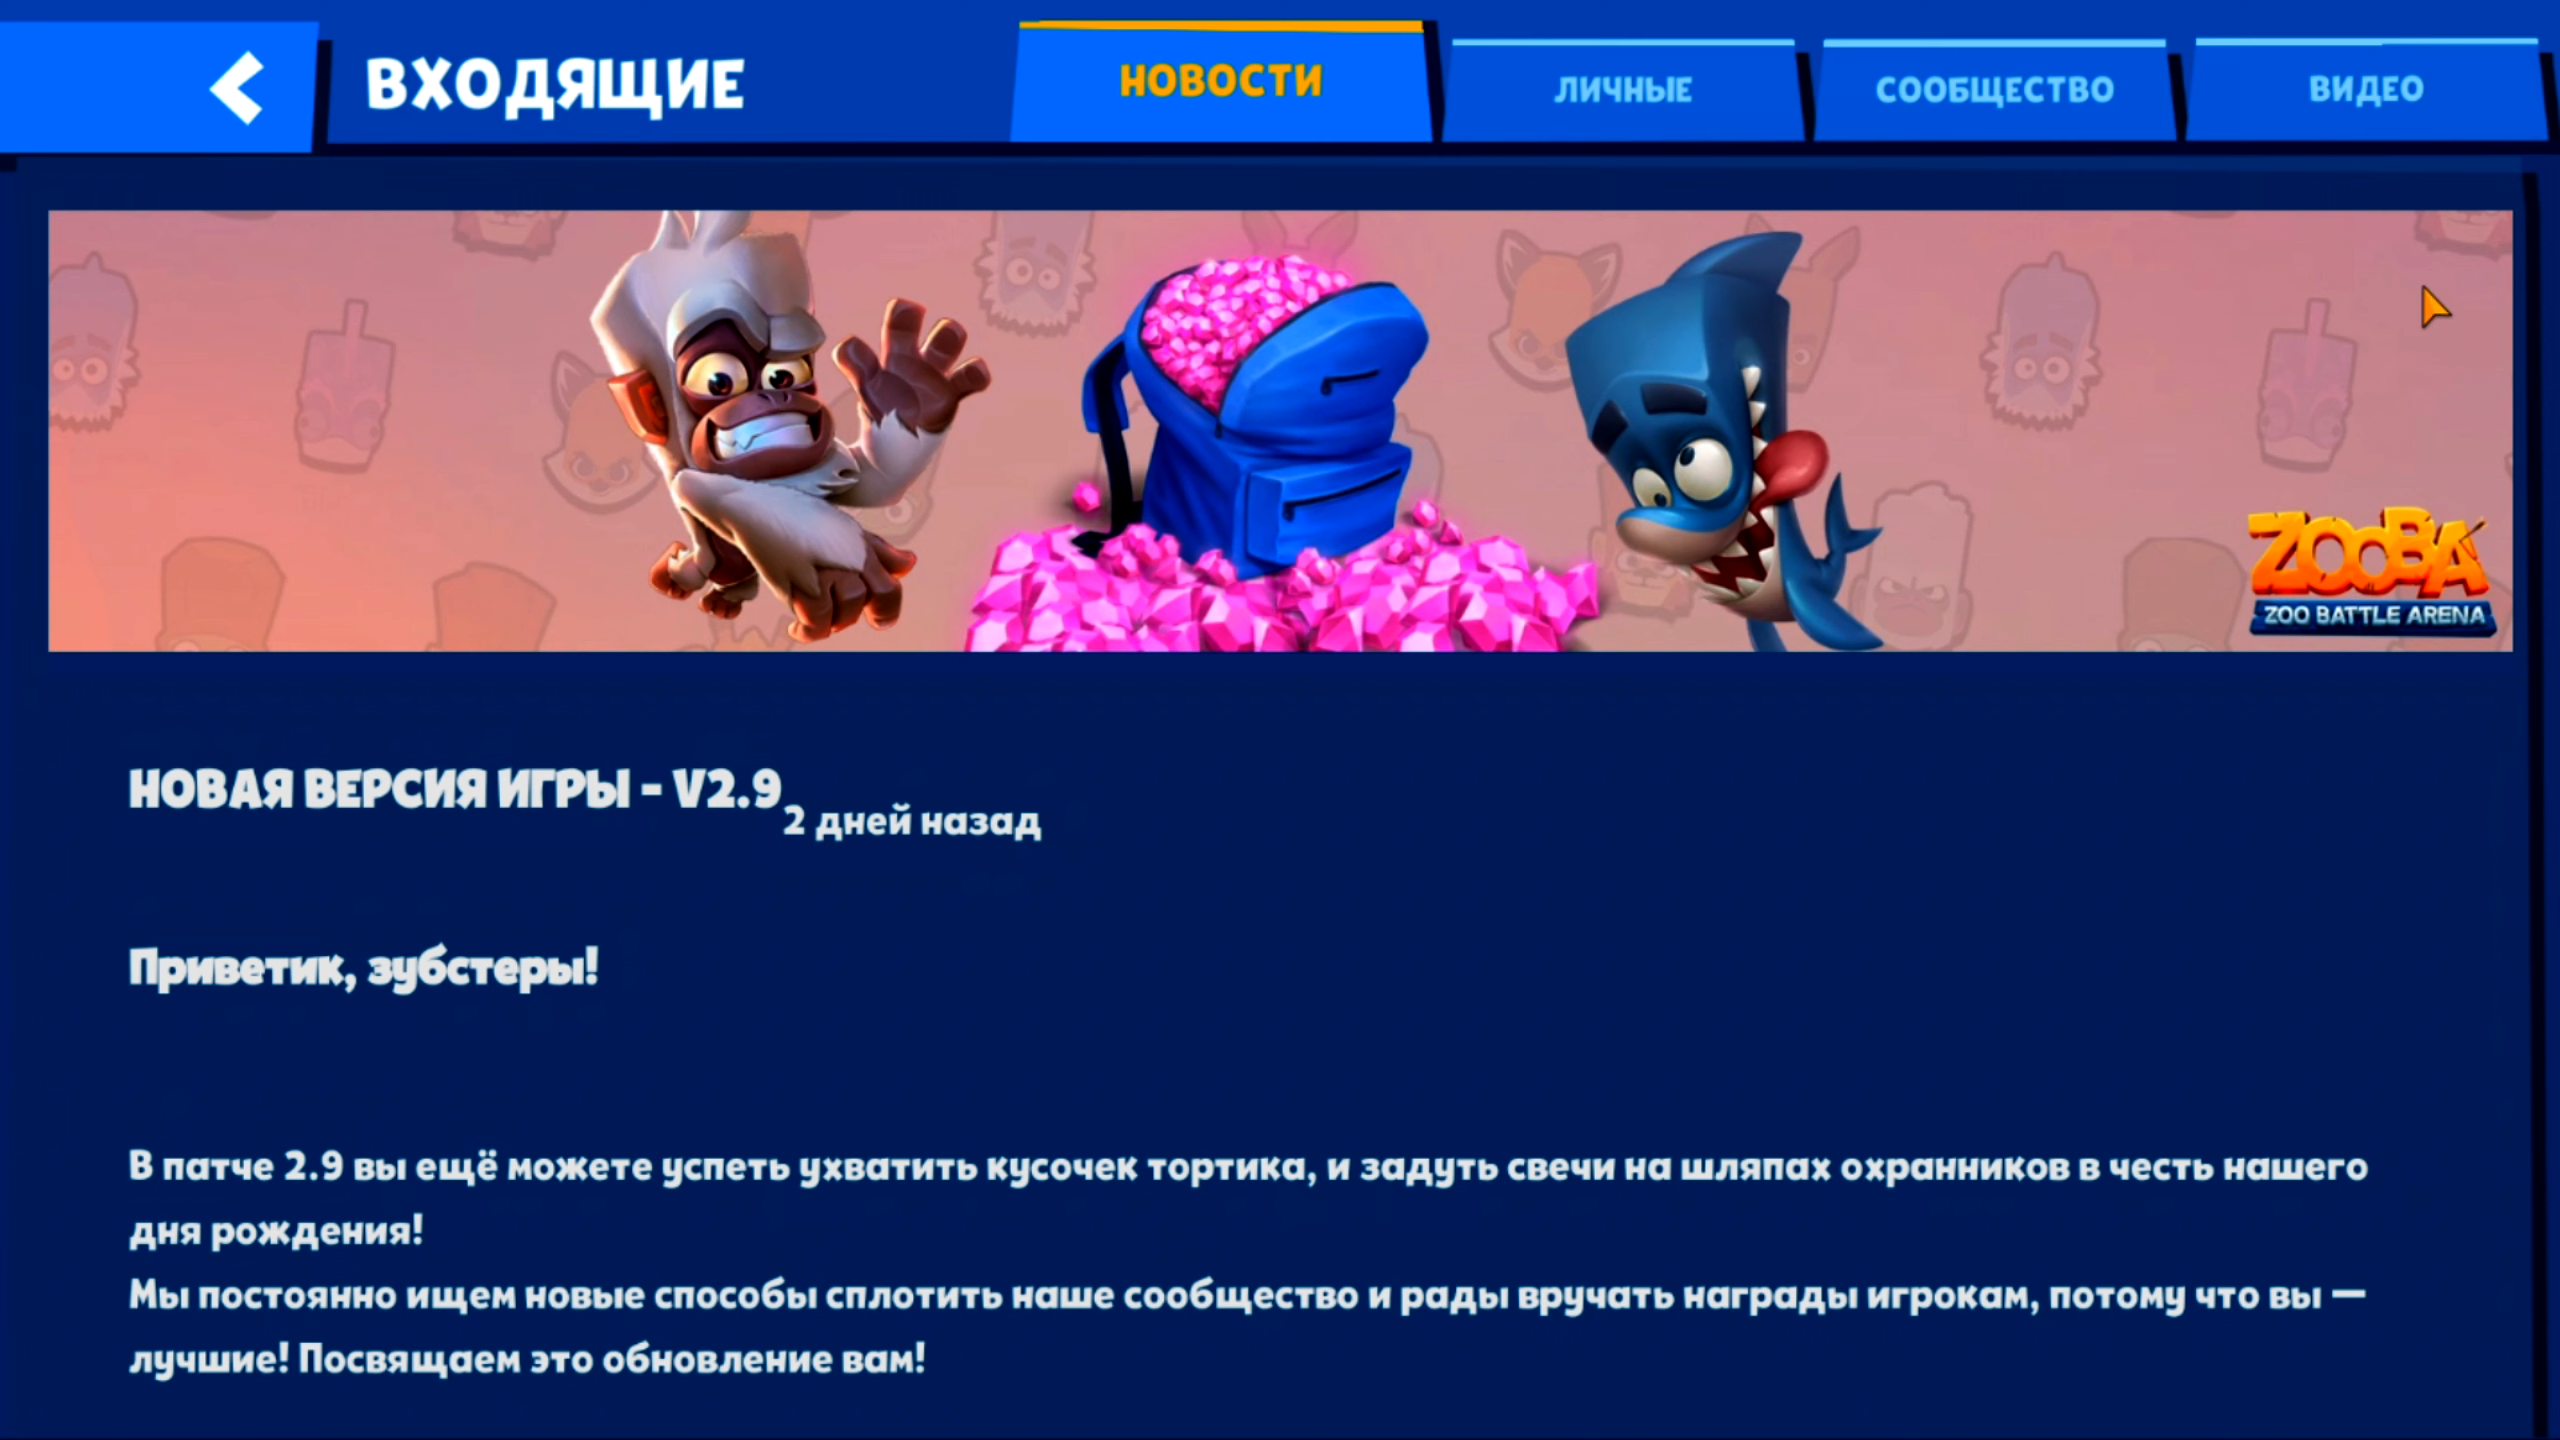 ВХОДЯЩИЕ
НОВОСТИ
ЛИЧНЫЕ
СООБЩЕСТВО
ВИДЕО
ZOOBA
ZOO BATTLE ARENA
НОВАЯ ВЕРСИЯ ИГРЫ - V2.9
2 дней назад
Приветик, зубстеры!
В патче 2.9 вы ещё можете успеть ухватить кусочек тортика, и задуть свечи на шляпах охранников в честь нашего
дня рождения!
Мы постоянно ищем новые способы сплотить наше сообщество и рады вручать награды игрокам, потому что вы —
лучшие! Посвящаем это обновление вам!